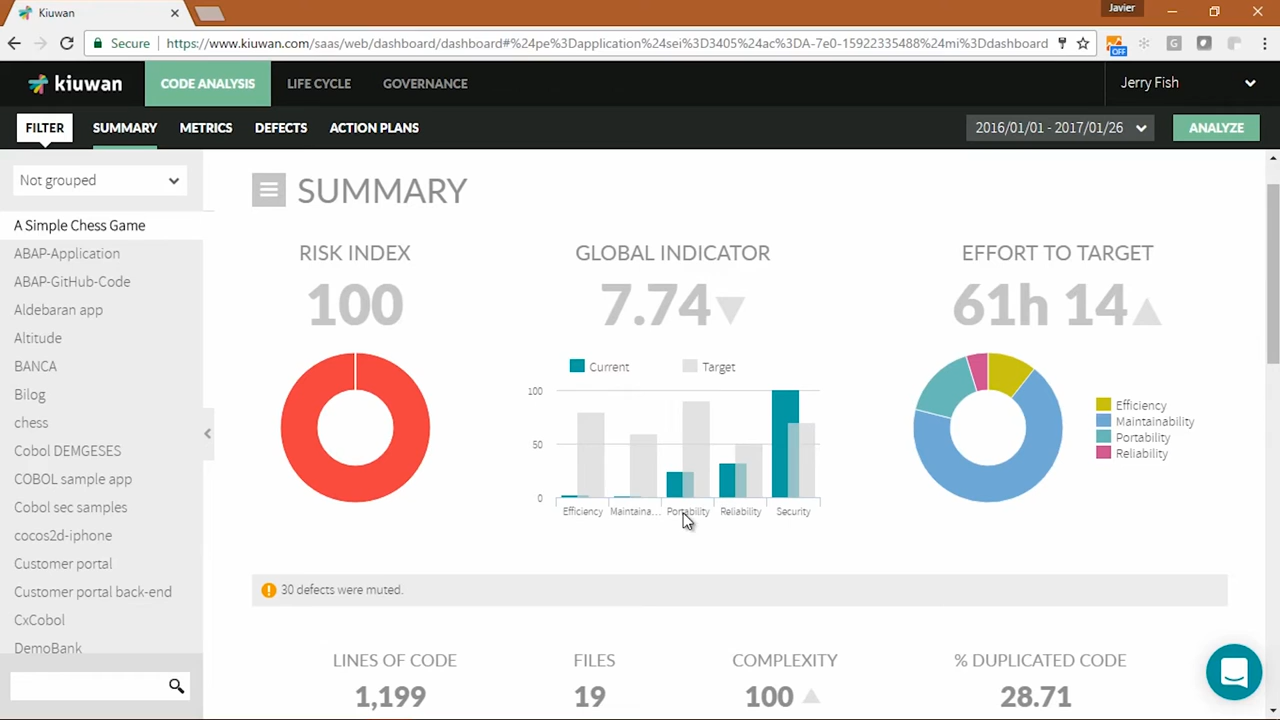 Kiuwan
Javier
Secure
https://www.kiuwan.com/saas/web/dashboard/dashboard#%24pe%3Dapplication%24sei%3D3405%24ac%3DA-7e0-15922335488%24mi%3Ddashboard
OFF
kiuwan
CODE ANALYSIS
LIFE CYCLE
GOVERNANCE
Jerry Fish
FILTER
SUMMARY
METRICS
DEFECTS
ACTION PLANS
2016/01/01 - 2017/01/26
ANALYZE
Not grouped
A Simple Chess Game
ABAP-Application
ABAP-GitHub-Code
Aldebaran app
Altitude
BANCA
Bilog
chess
Cobol DEMGESES
COBOL sample app
Cobol sec samples
cocos2d-iphone
Customer portal
Customer portal back-end
CxCobol
DemoBank
SUMMARY
RISK INDEX
100
GLOBAL INDICATOR
7.74
Current
Target
100
50
0
Efficiency
Maintaina...
Portability
Reliability
Security
EFFORT TO TARGET
61h 14
Efficiency
Maintainability
Portability
Reliability
30 defects were muted.
LINES OF CODE
1,199
FILES
19
COMPLEXITY
100
% DUPLICATED CODE
28.71